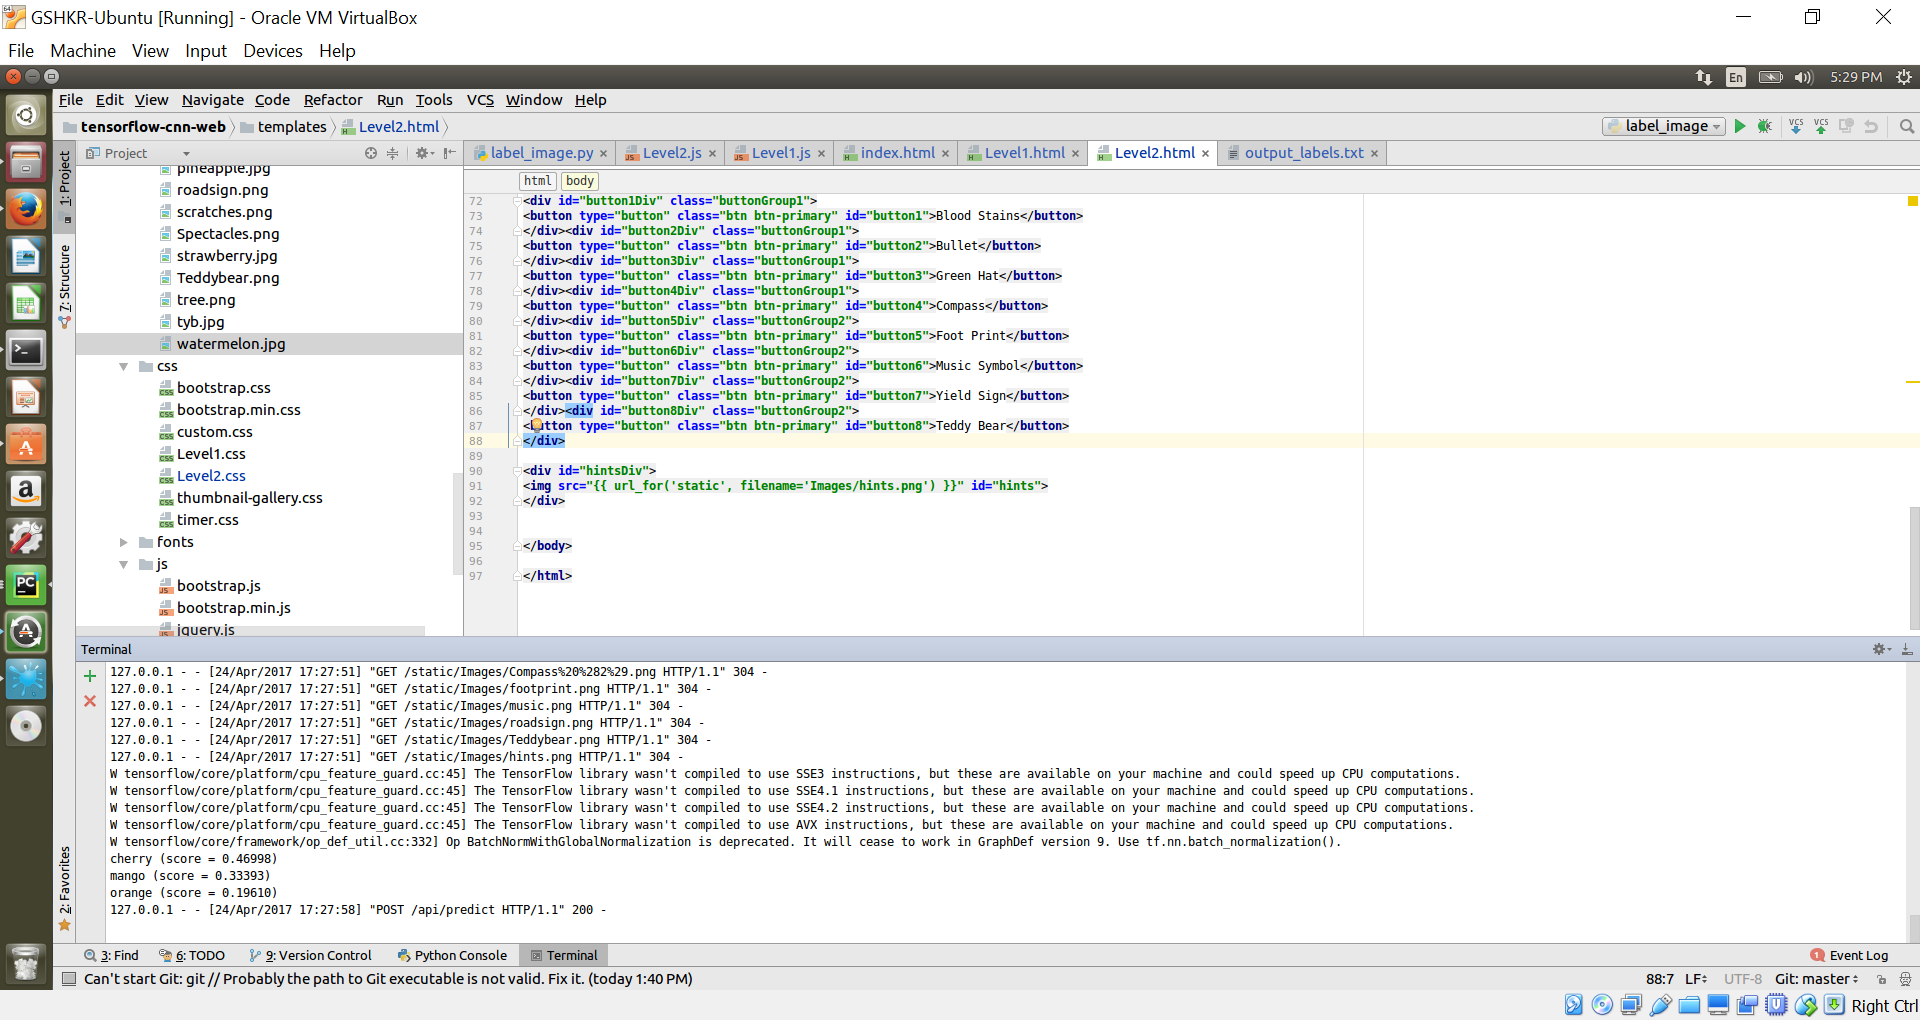 GSHKR-Ubuntu [Running] - Oracle VM VirtualBox
File Machine View Input Devices Help
En 5:29 PM
File Edit View Navigate Code Refactor Run Tools VCS Window Help
tensorflow-cnn-web templates Level2.html label_image VCS VCS
1: Project
7: Structure
2: Favorites
Project
pineapple.jpg
roadsign.png
scratches.png
Spectacles.png
strawberry.jpg
Teddybear.png
tree.png
tyb.jpg
watermelon.jpg
css
bootstrap.css
bootstrap.min.css
custom.css
Level1.css
Level2.css
thumbnail-gallery.css
timer.css
fonts
js
bootstrap.js
bootstrap.min.js
jquery.js
label_image.py Level2.js Level1.js index.html Level1.html Level2.html output_labels.txt
html body
72 <div id="button1Div" class="buttonGroup1">
73 <button type="button" class="btn btn-primary" id="button1">Blood Stains</button>
74 </div><div id="button2Div" class="buttonGroup1">
75 <button type="button" class="btn btn-primary" id="button2">Bullet</button>
76 </div><div id="button3Div" class="buttonGroup1">
77 <button type="button" class="btn btn-primary" id="button3">Green Hat</button>
78 </div><div id="button4Div" class="buttonGroup1">
79 <button type="button" class="btn btn-primary" id="button4">Compass</button>
80 </div><div id="button5Div" class="buttonGroup2">
81 <button type="button" class="btn btn-primary" id="button5">Foot Print</button>
82 </div><div id="button6Div" class="buttonGroup2">
83 <button type="button" class="btn btn-primary" id="button6">Music Symbol</button>
84 </div><div id="button7Div" class="buttonGroup2">
85 <button type="button" class="btn btn-primary" id="button7">Yield Sign</button>
86 </div><div id="button8Div" class="buttonGroup2">
87 <button type="button" class="btn btn-primary" id="button8">Teddy Bear</button>
88 </div>
89
90 <div id="hintsDiv">
91 <img src="{{ url_for('static', filename='Images/hints.png') }}" id="hints">
92 </div>
93
94
95 </body>
96
97 </html>
Terminal
127.0.0.1 - - [24/Apr/2017 17:27:51] "GET /static/Images/Compass%20%282%29.png HTTP/1.1" 304 -
127.0.0.1 - - [24/Apr/2017 17:27:51] "GET /static/Images/footprint.png HTTP/1.1" 304 -
127.0.0.1 - - [24/Apr/2017 17:27:51] "GET /static/Images/music.png HTTP/1.1" 304 -
127.0.0.1 - - [24/Apr/2017 17:27:51] "GET /static/Images/roadsign.png HTTP/1.1" 304 -
127.0.0.1 - - [24/Apr/2017 17:27:51] "GET /static/Images/Teddybear.png HTTP/1.1" 304 -
127.0.0.1 - - [24/Apr/2017 17:27:51] "GET /static/Images/hints.png HTTP/1.1" 304 -
W tensorflow/core/platform/cpu_feature_guard.cc:45] The TensorFlow library wasn't compiled to use SSE3 instructions, but these are available on your machine and could speed up CPU computations.
W tensorflow/core/platform/cpu_feature_guard.cc:45] The TensorFlow library wasn't compiled to use SSE4.1 instructions, but these are available on your machine and could speed up CPU computations.
W tensorflow/core/platform/cpu_feature_guard.cc:45] The TensorFlow library wasn't compiled to use SSE4.2 instructions, but these are available on your machine and could speed up CPU computations.
W tensorflow/core/platform/cpu_feature_guard.cc:45] The TensorFlow library wasn't compiled to use AVX instructions, but these are available on your machine and could speed up CPU computations.
W tensorflow/core/framework/op_def_util.cc:332] Op BatchNormWithGlobalNormalization is deprecated. It will cease to work in GraphDef version 9. Use tf.nn.batch_normalization().
cherry (score = 0.46998)
mango (score = 0.33393)
orange (score = 0.19610)
127.0.0.1 - - [24/Apr/2017 17:27:58] "POST /api/predict HTTP/1.1" 200 -
3: Find 6: TODO 9: Version Control Python Console Terminal 1 Event Log
Can't start Git: git // Probably the path to Git executable is not valid. Fix it. (today 1:40 PM) 88:7 LF UTF-8 Git: master
Right Ctrl